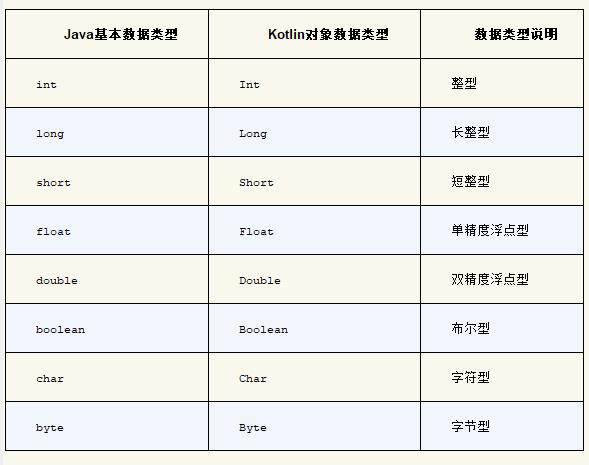 Java基本数据类型 Kotlin对象数据类型 数据类型说明
int Int 整型
long Long 长整型
short Short 短整型
float Float 单精度浮点型
double Double 双精度浮点型
boolean Boolean 布尔型
char Char 字符型
byte Byte 字节型